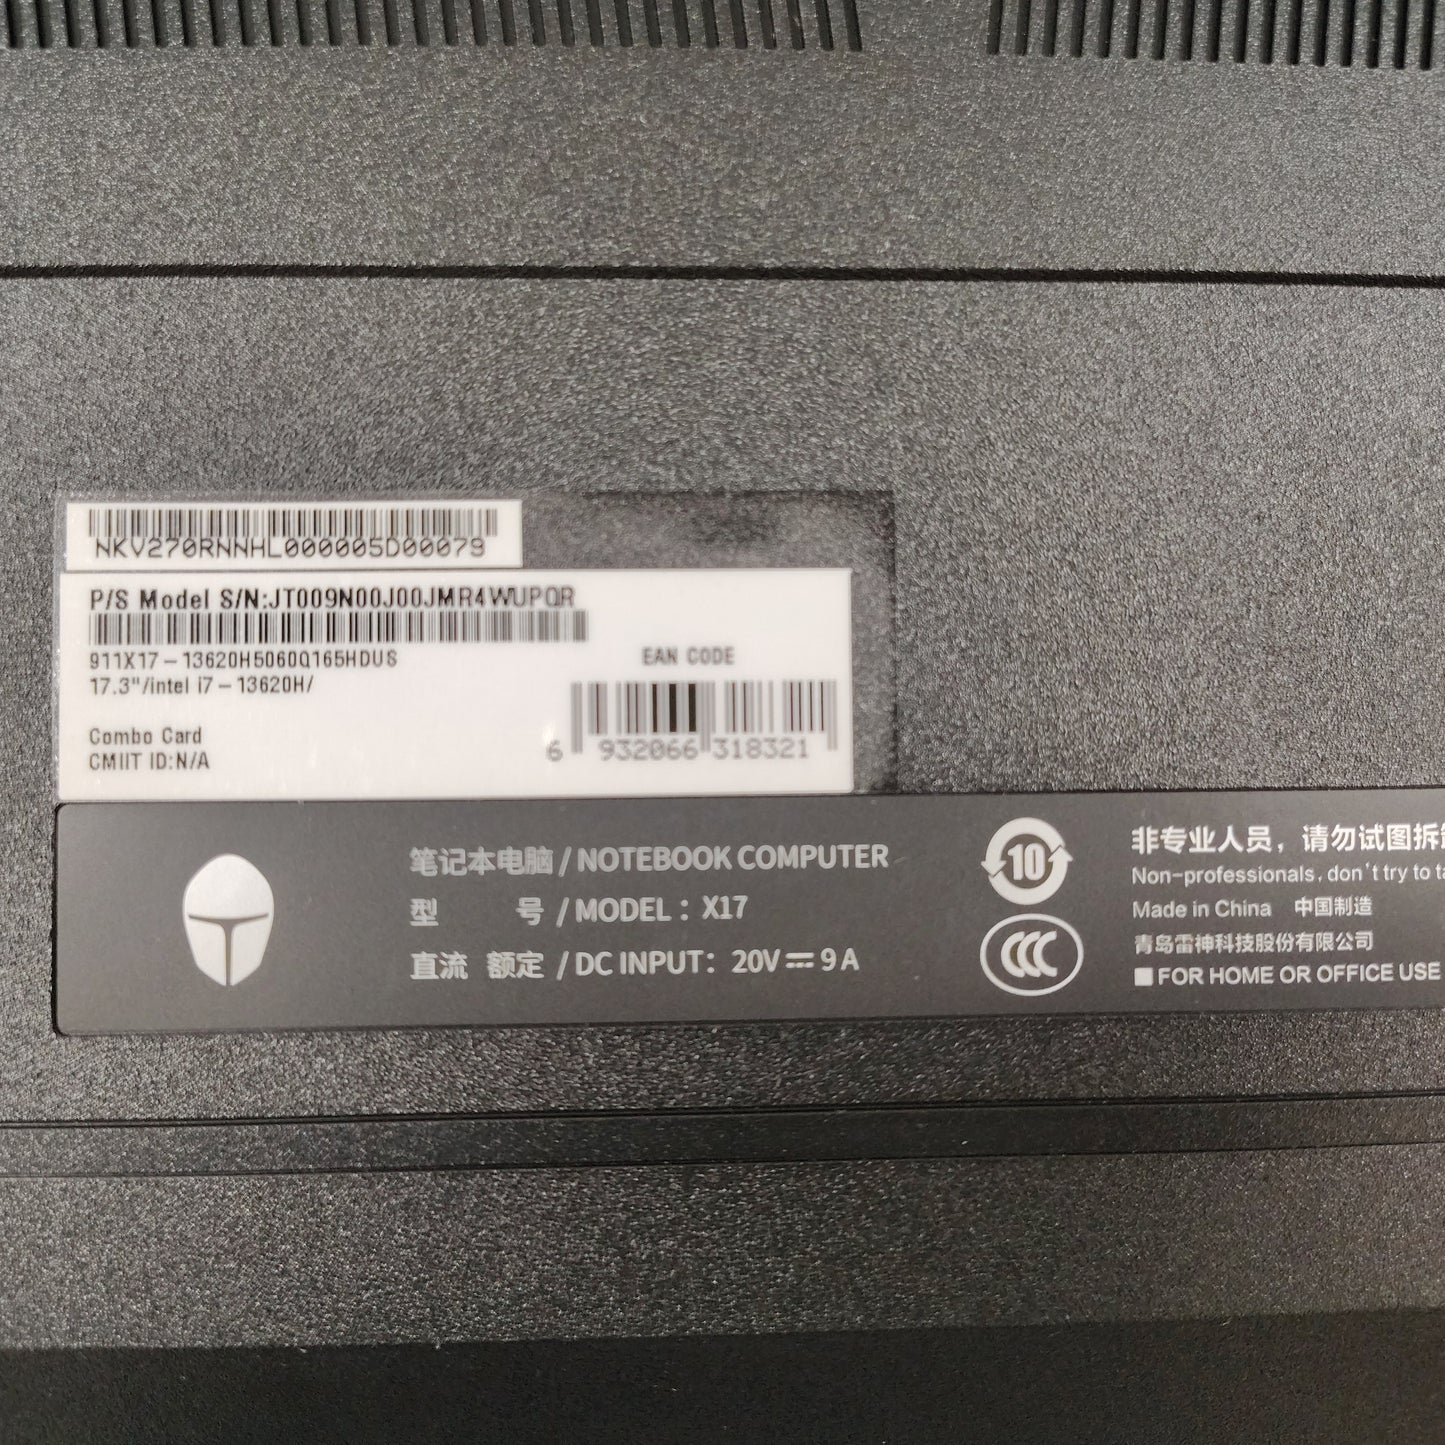 NKV270RNNHL000005D00079
P/S Model S/N:JT009N00J00JMR4WUPQR
911X17-13620H5060Q165HDUS
17.3"/intel i7-13620H/
Combo Card
CMIIT ID:N/A
EAN CODE
6 932066 318321
笔记本电脑/NOTEBOOK COMPUTER
型 号 /MODEL: X17
直流 额定 /DC INPUT: 20V⎓9A
10
CCC
非专业人员，请勿试图拆
Non-professionals, don't try to ta
Made in China 中国制造
青岛雷神科技股份有限公司
■FOR HOME OR OFFICE USE